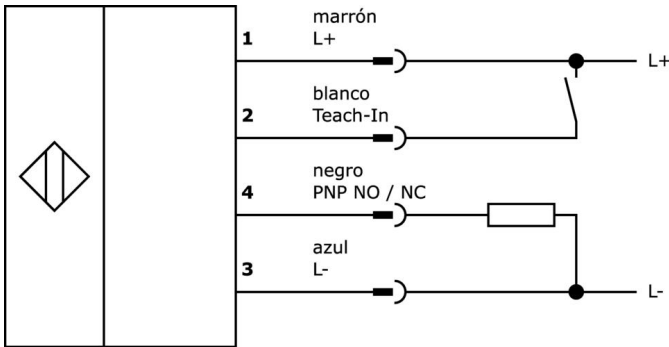 marrón
1 L+
L+
blanco
2 Teach-In
negro
4 PNP NO / NC
azul
3 L-
L-